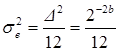 σ_e^2 = Δ^2/12 = 2^{-2b}/12